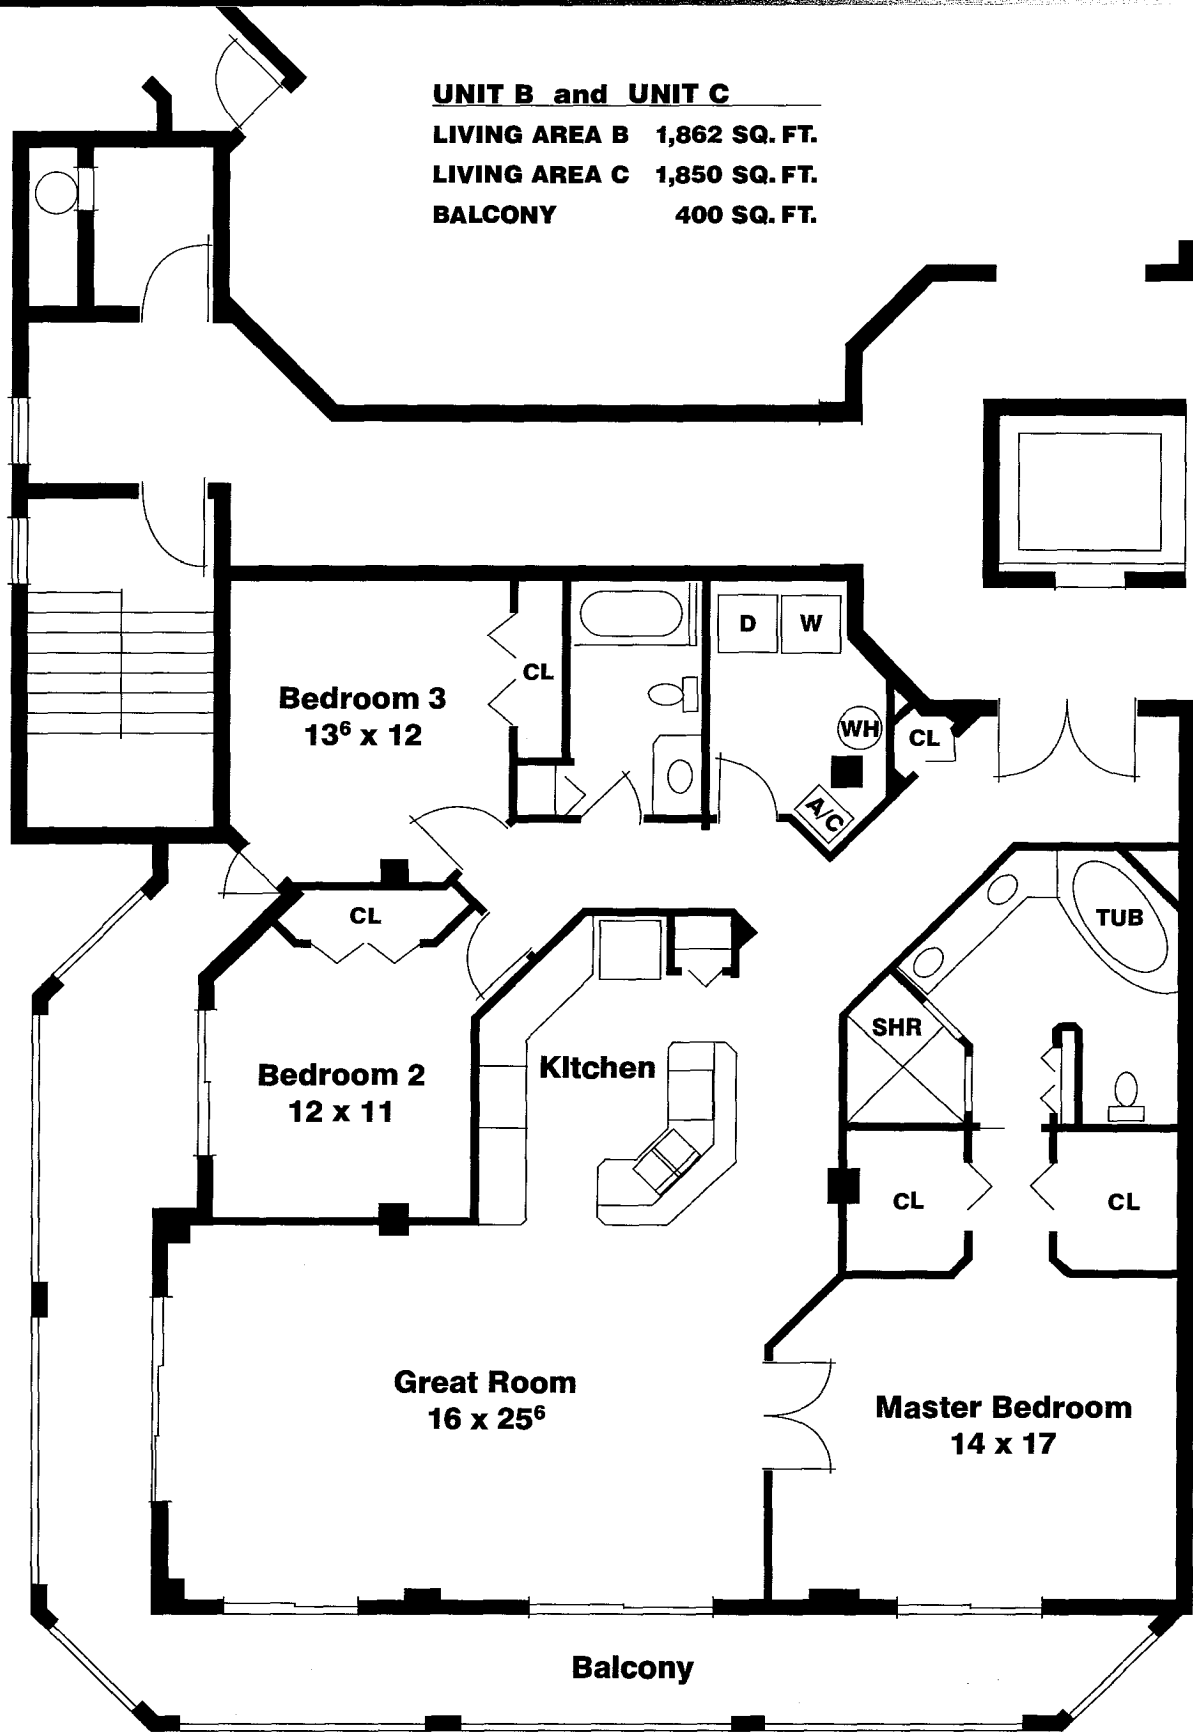 UNIT B and UNIT C
LIVING AREA B 1,862 SQ. FT.
LIVING AREA C 1,850 SQ. FT.
BALCONY 400 SQ. FT.
D
W
CL
Bedroom 3
13⁶ x 12
WH
CL
A/C
CL
TUB
SHR
KItchen
Bedroom 2
12 x 11
CL
CL
Great Room
16 x 25⁶
Master Bedroom
14 x 17
Balcony